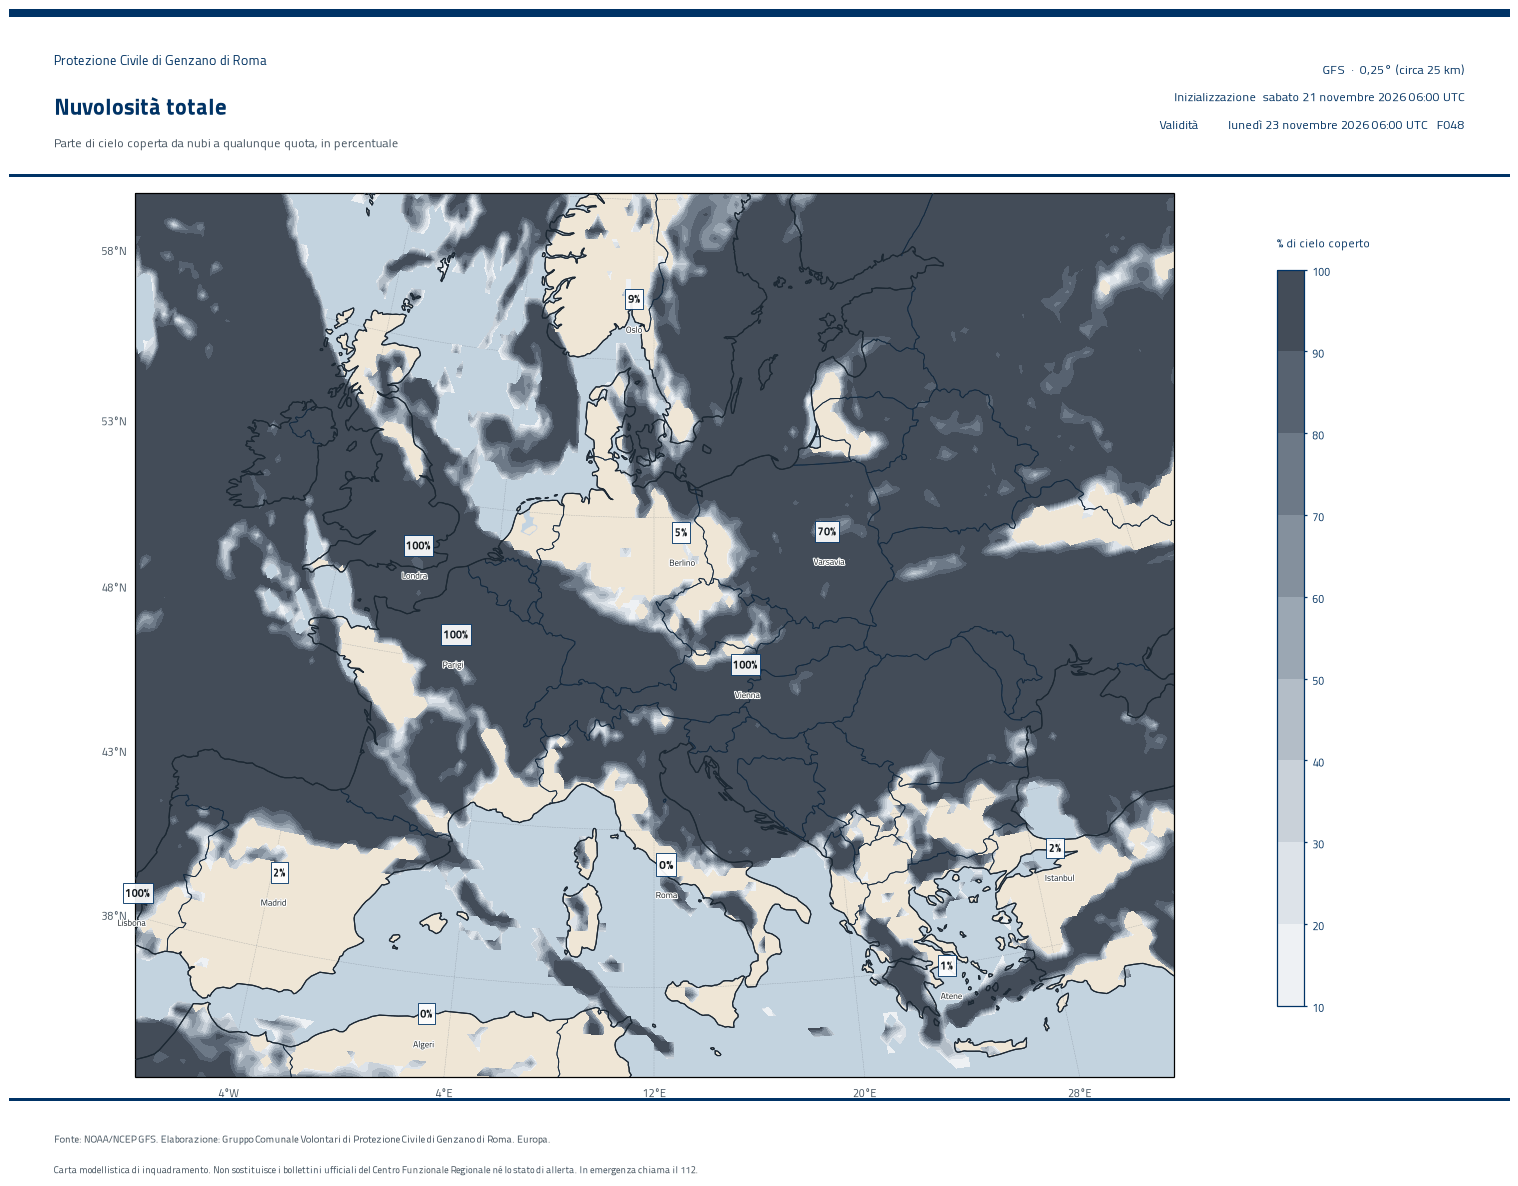 Protezione Civile di Genzano di Roma
Nuvolosità totale
Parte di cielo coperta da nubi a qualunque quota, in percentuale
GFS · 0,25° (circa 25 km)
Inizializzazione sabato 21 novembre 2026 06:00 UTC
Validità lunedì 23 novembre 2026 06:00 UTC F048
% di cielo coperto
100
90
80
70
60
50
40
30
20
10
58°N
53°N
48°N
43°N
38°N
9%
Oslo
5%
Berlino
70%
Varsavia
100%
Londra
100%
Parigi
100%
Vienna
2%
Madrid
100%
Lisbona
0%
Roma
2%
Istanbul
1%
Atene
0%
Algeri
4°W
4°E
12°E
20°E
28°E
Fonte: NOAA/NCEP GFS. Elaborazione: Gruppo Comunale Volontari di Protezione Civile di Genzano di Roma. Europa.
Carta modellistica di inquadramento. Non sostituisce i bollettini ufficiali del Centro Funzionale Regionale né lo stato di allerta. In emergenza chiama il 112.